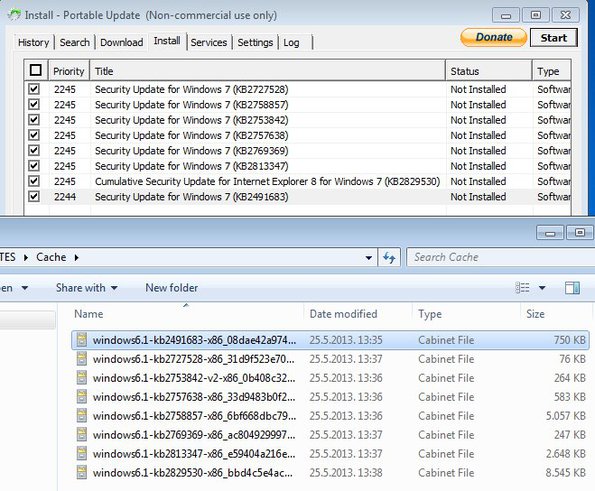 Install - Portable Update (Non-commercial use only)
History Search Download Install Services Settings Log Donate Start
Priority Title Status Type
2245 Security Update for Windows 7 (KB2727528) Not Installed Softwar
2245 Security Update for Windows 7 (KB2758857) Not Installed Softwar
2245 Security Update for Windows 7 (KB2753842) Not Installed Softwar
2245 Security Update for Windows 7 (KB2757638) Not Installed Softwar
2245 Security Update for Windows 7 (KB2769369) Not Installed Softwar
2245 Security Update for Windows 7 (KB2813347) Not Installed Softwar
2245 Cumulative Security Update for Internet Explorer 8 for Windows 7 (KB2829530) Not Installed Softwar
2244 Security Update for Windows 7 (KB2491683) Not Installed Softwar
TES Cache Search Cache
en Share with New folder
Name Date modified Type Size
windows6.1-kb2491683-x86_08dae42a974... 25.5.2013. 13:35 Cabinet File 750 KB
windows6.1-kb2727528-x86_31d9f523e70... 25.5.2013. 13:37 Cabinet File 76 KB
windows6.1-kb2753842-v2-x86_0b408c32... 25.5.2013. 13:36 Cabinet File 264 KB
windows6.1-kb2757638-x86_33d9483b0f2... 25.5.2013. 13:36 Cabinet File 583 KB
windows6.1-kb2758857-x86_6bf668dbc79... 25.5.2013. 13:36 Cabinet File 5.057 KB
windows6.1-kb2769369-x86_ac804929997... 25.5.2013. 13:37 Cabinet File 247 KB
windows6.1-kb2813347-x86_e59404a216e... 25.5.2013. 13:37 Cabinet File 2.648 KB
windows6.1-kb2829530-x86_bbd4c5e4ac... 25.5.2013. 13:38 Cabinet File 8.545 KB